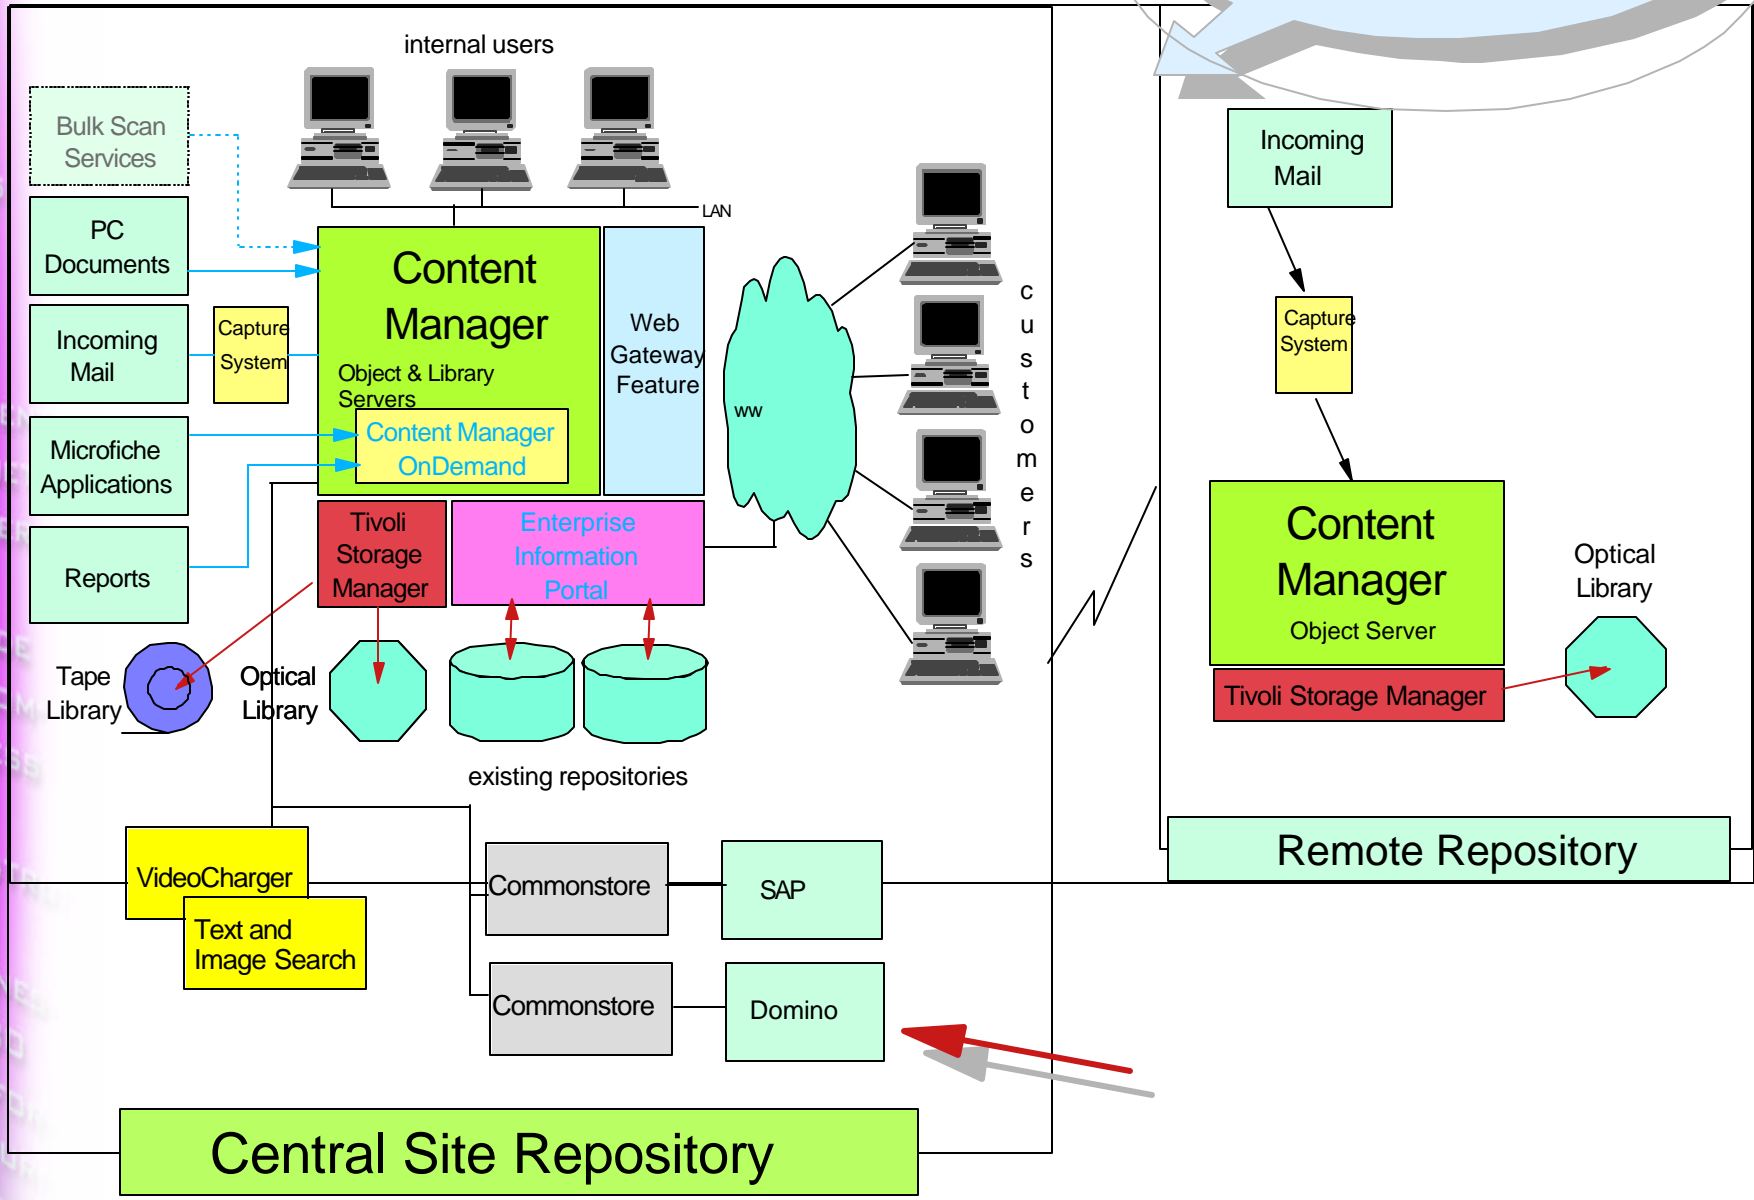 internal users
Bulk Scan
Services
PC
Documents
Incoming
Mail
Capture
System
Microfiche
Applications
Reports
LAN
Content
Manager
Object & Library
Servers
Content Manager
OnDemand
Web
Gateway
Feature
ww
customers
Tivoli
Storage
Manager
Enterprise
Information
Portal
Tape
Library
Optical
Library
existing repositories
VideoCharger
Text and
Image Search
Commonstore
SAP
Commonstore
Domino
Central Site Repository
Incoming
Mail
Capture
System
Content
Manager
Object Server
Tivoli Storage Manager
Optical
Library
Remote Repository